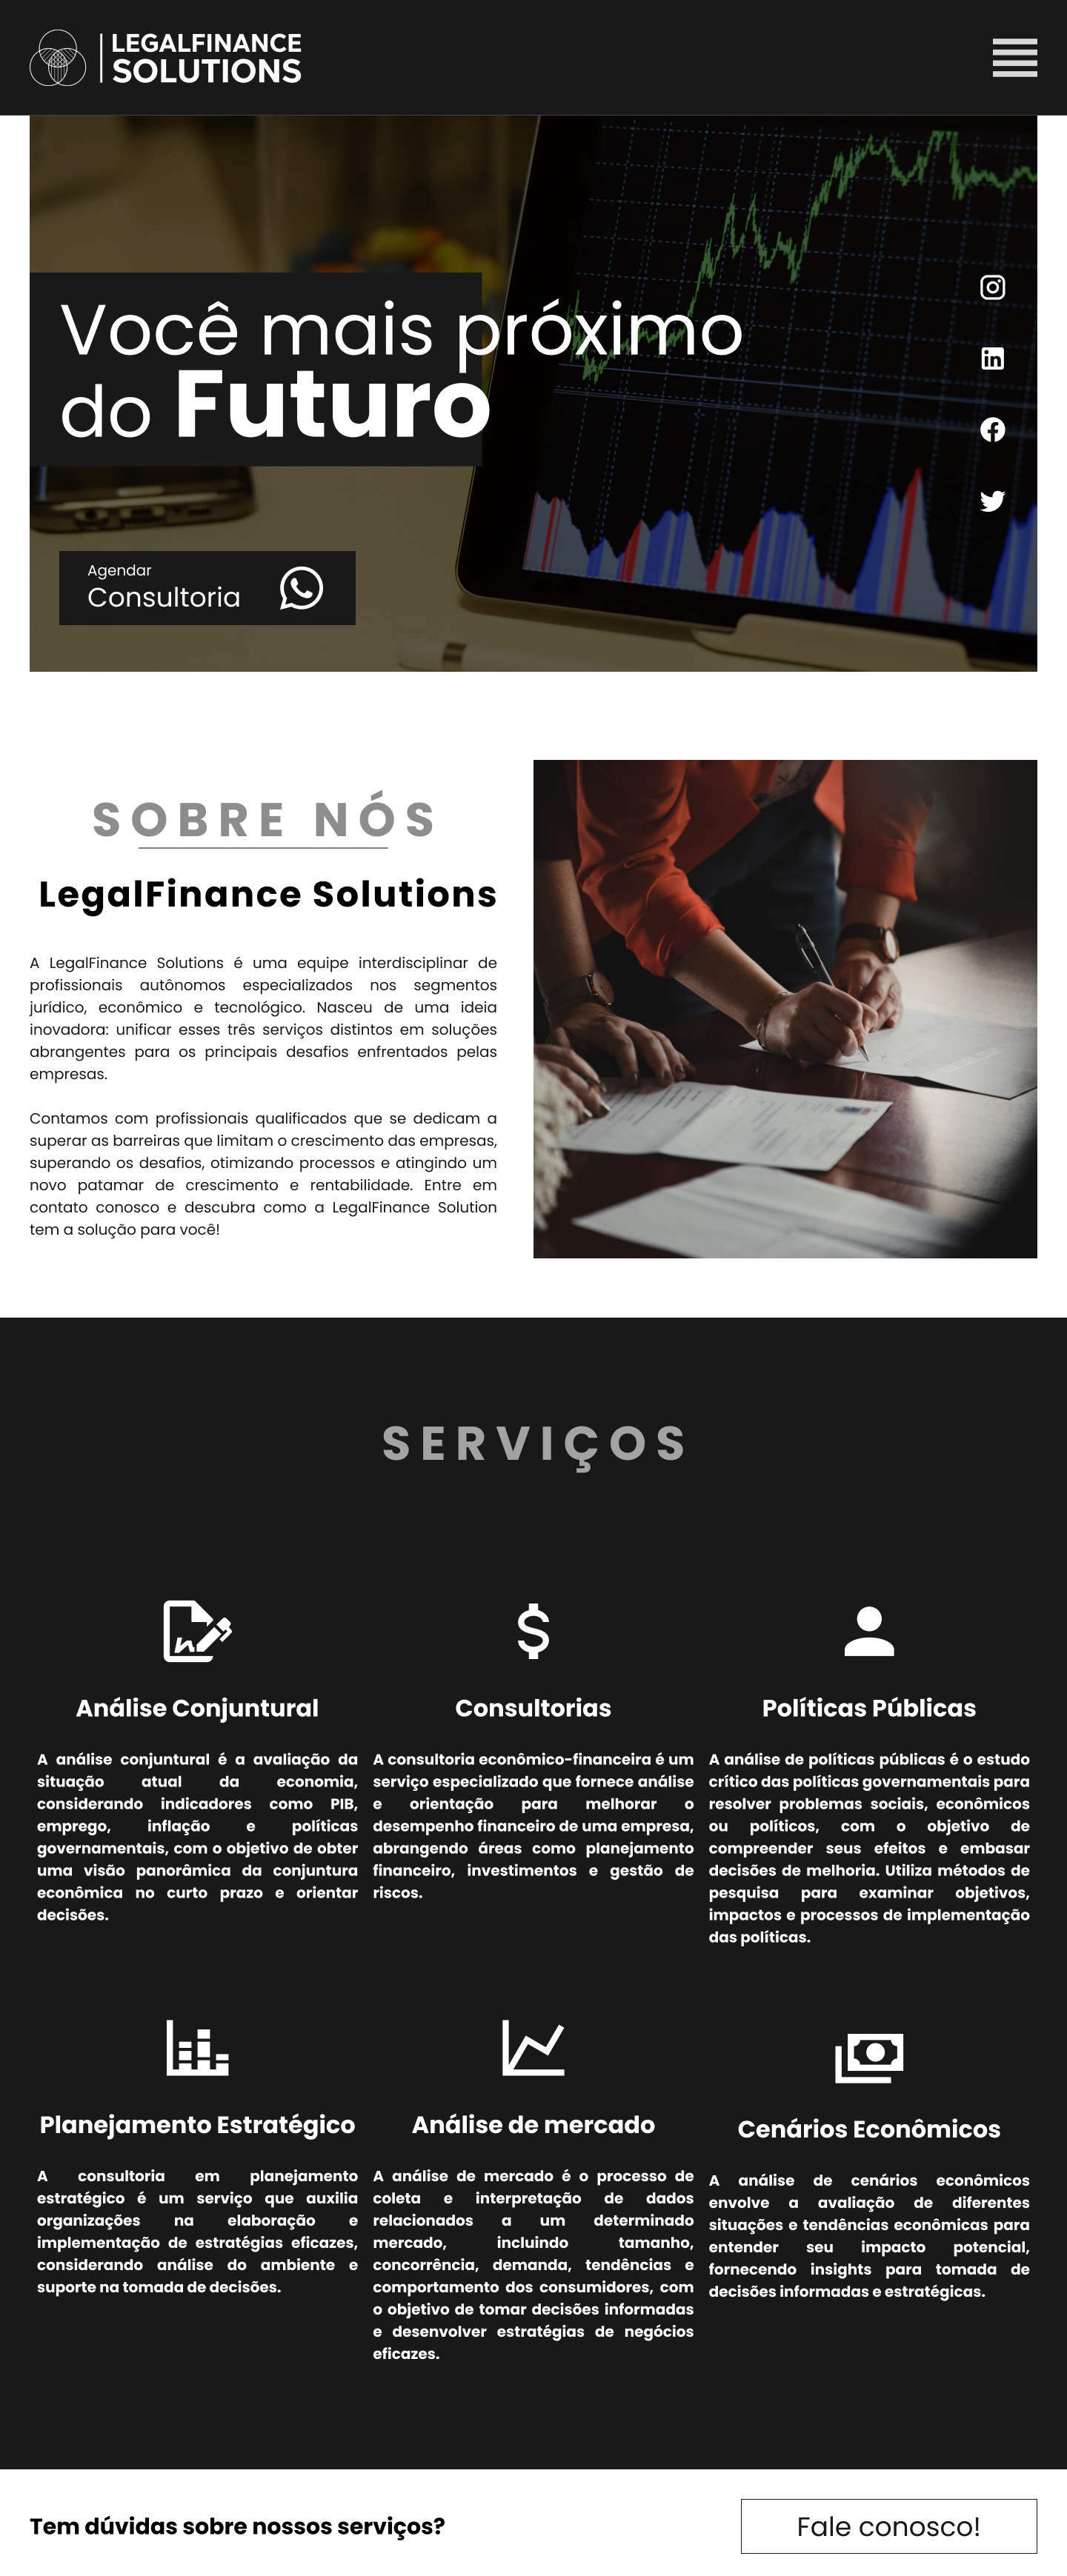 LEGALFINANCE
SOLUTIONS
Você mais próximo
do Futuro
Agendar
Consultoria
SOBRE NÓS
LegalFinance Solutions
A LegalFinance Solutions é uma equipe interdisciplinar de
profissionais autônomos especializados nos segmentos
jurídico, econômico e tecnológico. Nasceu de uma ideia
inovadora: unificar esses três serviços distintos em soluções
abrangentes para os principais desafios enfrentados pelas
empresas.
Contamos com profissionais qualificados que se dedicam a
superar as barreiras que limitam o crescimento das empresas,
superando os desafios, otimizando processos e atingindo um
novo patamar de crescimento e rentabilidade. Entre em
contato conosco e descubra como a LegalFinance Solution
tem a solução para você!
SERVIÇOS
Análise Conjuntural
A análise conjuntural é a avaliação da
situação atual da economia,
considerando indicadores como PIB,
emprego, inflação e políticas
governamentais, com o objetivo de obter
uma visão panorâmica da conjuntura
econômica no curto prazo e orientar
decisões.
Consultorias
A consultoria econômico-financeira é um
serviço especializado que fornece análise
e orientação para melhorar o
desempenho financeiro de uma empresa,
abrangendo áreas como planejamento
financeiro, investimentos e gestão de
riscos.
Políticas Públicas
A análise de políticas públicas é o estudo
crítico das políticas governamentais para
resolver problemas sociais, econômicos
ou políticos, com o objetivo de
compreender seus efeitos e embasar
decisões de melhoria. Utiliza métodos de
pesquisa para examinar objetivos,
impactos e processos de implementação
das políticas.
Planejamento Estratégico
A consultoria em planejamento
estratégico é um serviço que auxilia
organizações na elaboração e
implementação de estratégias eficazes,
considerando análise do ambiente e
suporte na tomada de decisões.
Análise de mercado
A análise de mercado é o processo de
coleta e interpretação de dados
relacionados a um determinado
mercado, incluindo tamanho,
concorrência, demanda, tendências e
comportamento dos consumidores, com
o objetivo de tomar decisões informadas
e desenvolver estratégias de negócios
eficazes.
Cenários Econômicos
A análise de cenários econômicos
envolve a avaliação de diferentes
situações e tendências econômicas para
entender seu impacto potencial,
fornecendo insights para tomada de
decisões informadas e estratégicas.
Tem dúvidas sobre nossos serviços?
Fale conosco!